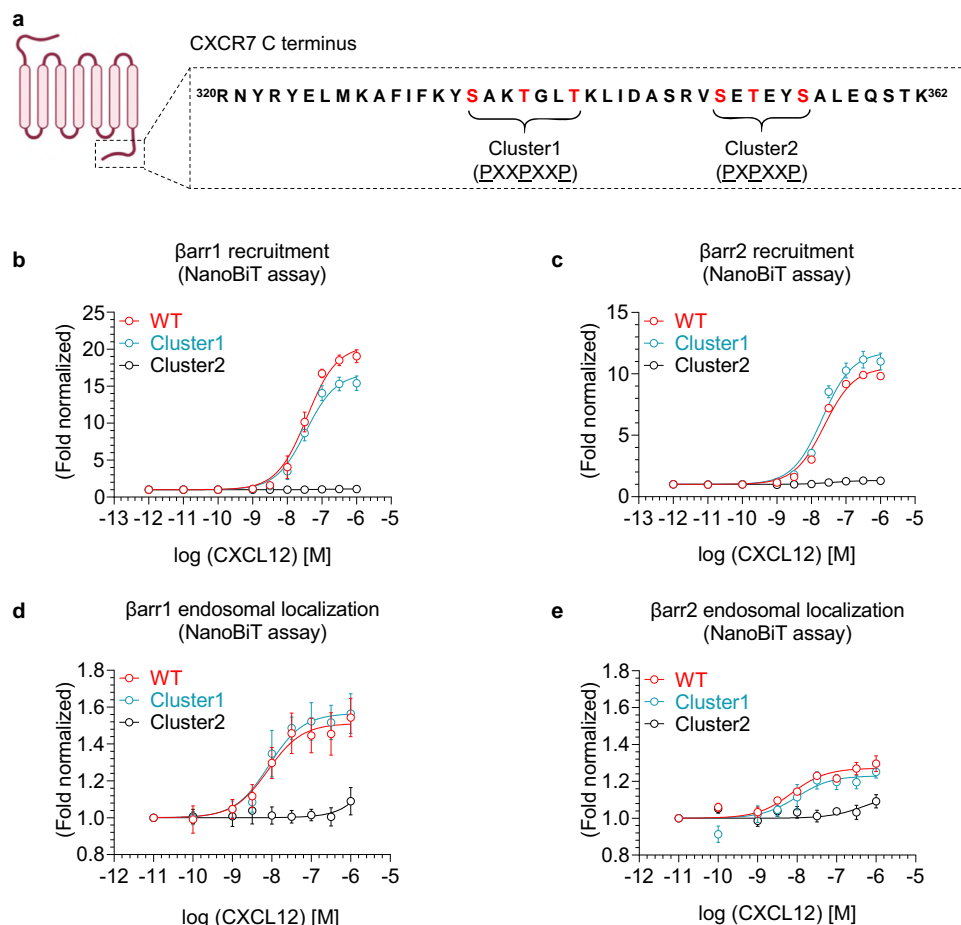 a
CXCR7 C terminus
320RNYRYELMKAFIFKYSAKTGLTKLIDASRVSETEYSALEQSTK362
Cluster1 Cluster2
(PXXPXXP) (PXPXXP)
b βarr1 recruitment
(NanoBiT assay)
(Fold normalized)
25
20
15
10
5
0
WT
Cluster1
Cluster2
-13 -12 -11 -10 -9 -8 -7 -6 -5
log (CXCL12) [M]
c βarr2 recruitment
(NanoBiT assay)
(Fold normalized)
15
10
5
0
WT
Cluster1
Cluster2
-13 -12 -11 -10 -9 -8 -7 -6 -5
log (CXCL12) [M]
d βarr1 endosomal localization
(NanoBiT assay)
(Fold normalized)
1.8
1.6
1.4
1.2
1.0
0.8
WT
Cluster1
Cluster2
-12 -11 -10 -9 -8 -7 -6 -5
log (CXCL12) [M]
e βarr2 endosomal localization
(NanoBiT assay)
(Fold normalized)
1.8
1.6
1.4
1.2
1.0
0.8
WT
Cluster1
Cluster2
-12 -11 -10 -9 -8 -7 -6 -5
log (CXCL12) [M]